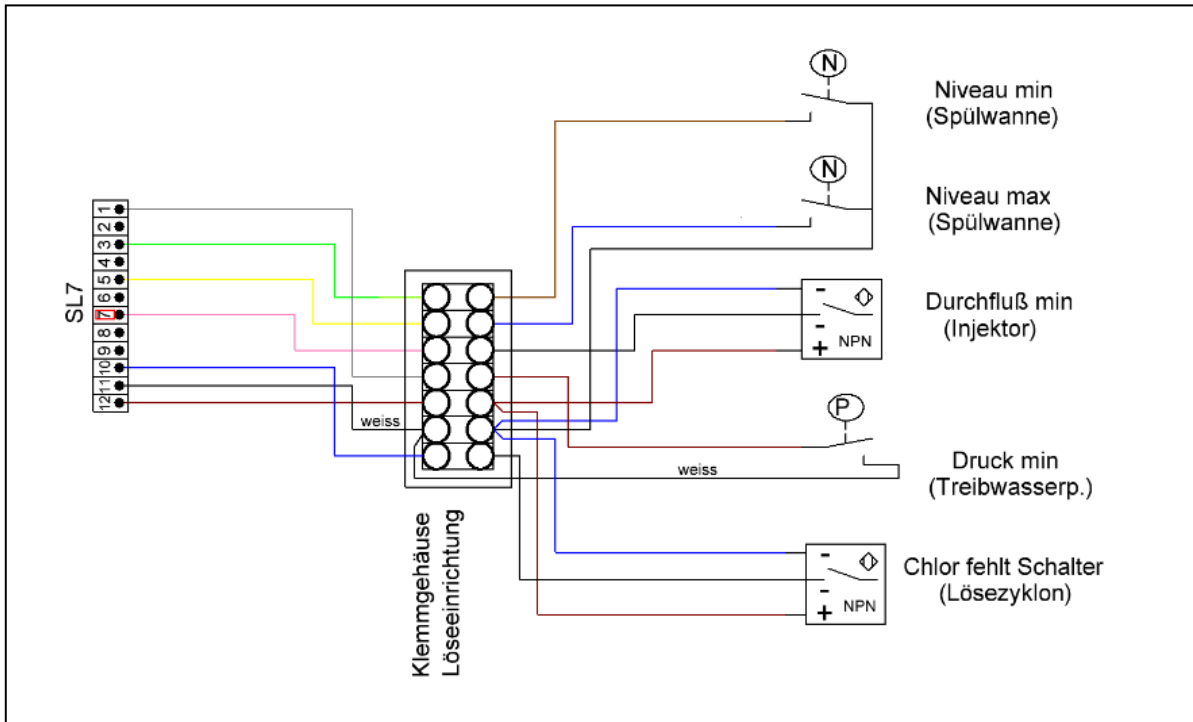 N
Niveau min
(Spülwanne)
N
Niveau max
(Spülwanne)
SL7
1
2
3
4
5
6
7
8
9
10
11
12
-
-
+ NPN
Durchfluß min
(Injektor)
weiss
P
weiss
Druck min
(Treibwasserp.)
Klemmgehäuse
Löseeinrichtung
-
-
+ NPN
Chlor fehlt Schalter
(Lösezyklon)